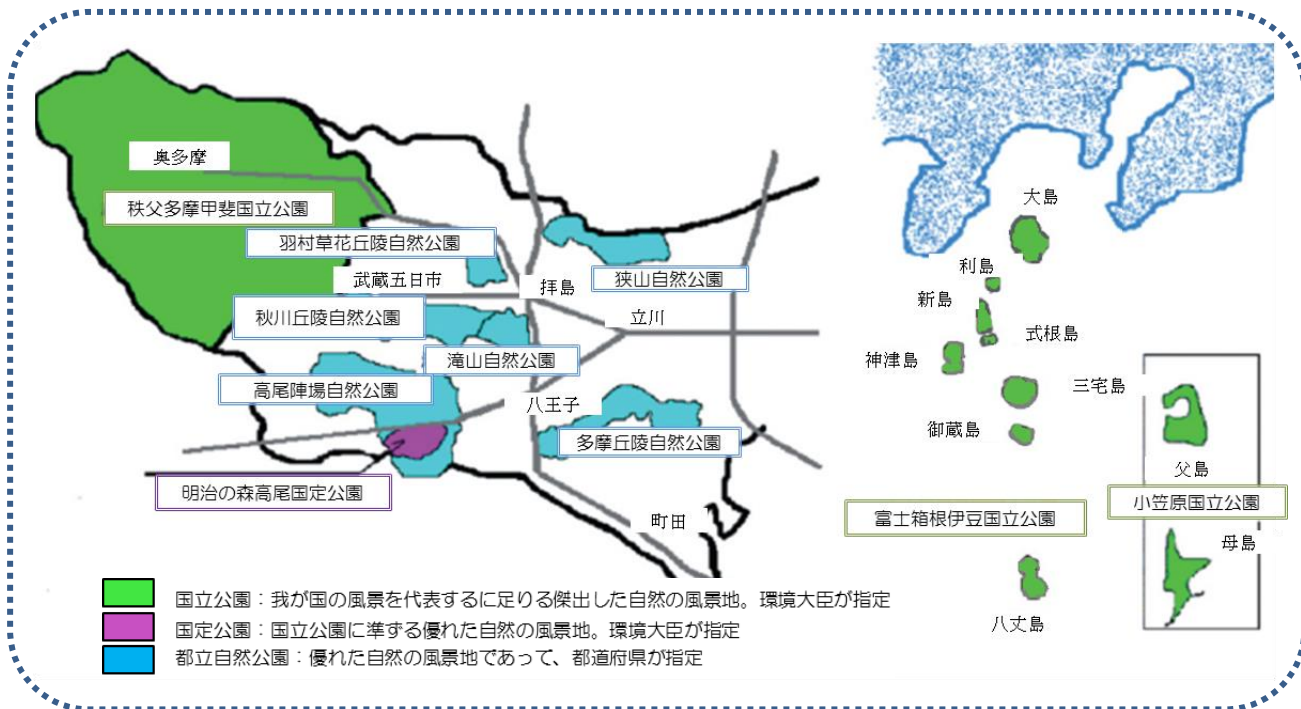 奥多摩
秩父多摩甲斐国立公園
羽村草花丘陵自然公園
武蔵五日市
拝島
狭山自然公園
秋川丘陵自然公園
立川
滝山自然公園
高尾陣場自然公園
八王子
多摩丘陵自然公園
明治の森高尾国定公園
町田
大島
利島
新島
式根島
神津島
三宅島
御蔵島
父島
小笠原国立公園
富士箱根伊豆国立公園
母島
八丈島
国立公園：我が国の風景を代表するに足りる傑出した自然の風景地。環境大臣が指定
国定公園：国立公園に準ずる優れた自然の風景地。環境大臣が指定
都立自然公園：優れた自然の風景地であって、都道府県が指定